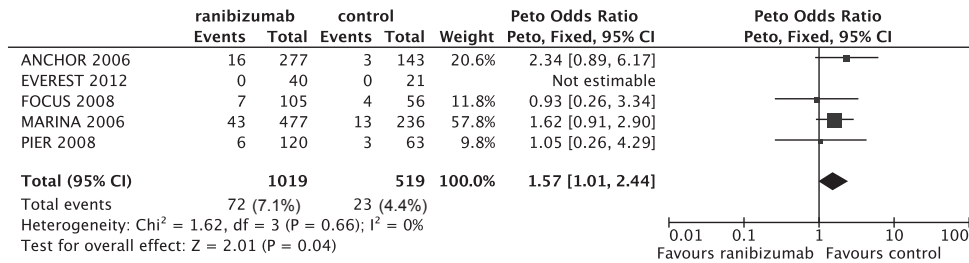 ranibizumab control Peto Odds Ratio Peto Odds Ratio
Events Total Events Total Weight Peto, Fixed, 95% CI Peto, Fixed, 95% CI
ANCHOR 2006 16 277 3 143 20.6% 2.34 [0.89, 6.17]
EVEREST 2012 0 40 0 21 Not estimable
FOCUS 2008 7 105 4 56 11.8% 0.93 [0.26, 3.34]
MARINA 2006 43 477 13 236 57.8% 1.62 [0.91, 2.90]
PIER 2008 6 120 3 63 9.8% 1.05 [0.26, 4.29]
Total (95% CI) 1019 519 100.0% 1.57 [1.01, 2.44]
Total events 72 (7.1%) 23 (4.4%)
Heterogeneity: Chi² = 1.62, df = 3 (P = 0.66); I² = 0%
Test for overall effect: Z = 2.01 (P = 0.04)
0.01 0.1 1 10 100
Favours ranibizumab Favours control